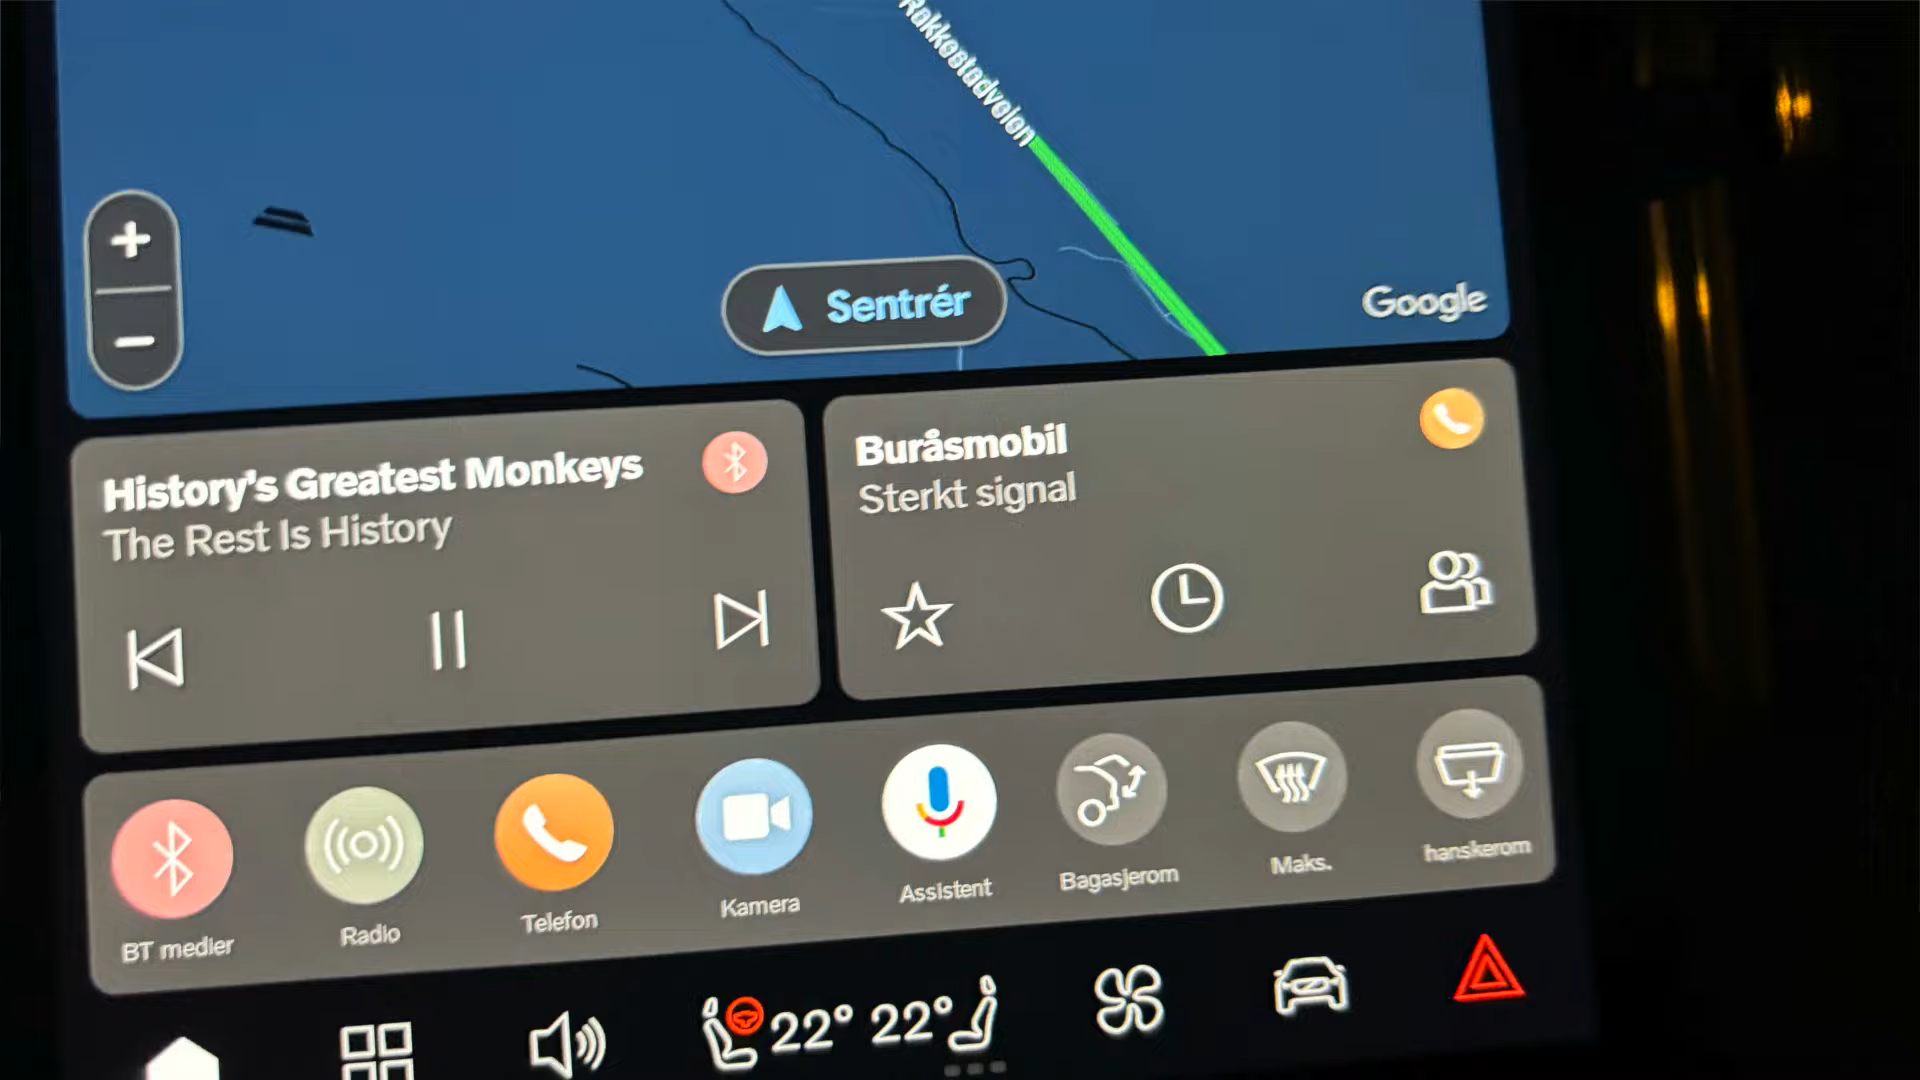 Rakkestadveien
+
Sentrér
−
Google
History's Greatest Monkeys
The Rest Is History
Buråsmobil
Sterkt signal
BT medier
Radio
Telefon
Kamera
Assistent
Bagasjerom
Maks.
hanskerom
22° 22°